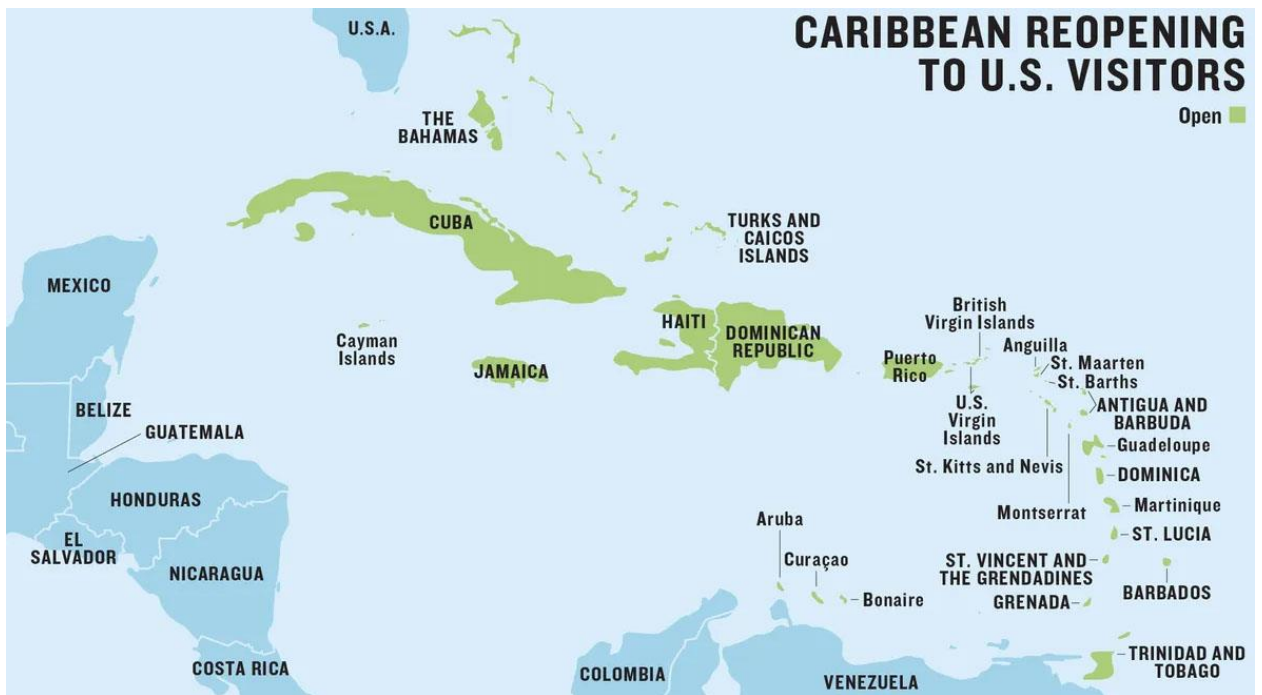 CARIBBEAN REOPENING
TO U.S. VISITORS
Open
U.S.A.
THE
BAHAMAS
CUBA
TURKS AND
CAICOS
ISLANDS
MEXICO
Cayman
Islands
JAMAICA
HAITI
DOMINICAN
REPUBLIC
Puerto
Rico
British
Virgin Islands
Anguilla
St. Maarten
St. Barths
U.S.
Virgin
Islands
ANTIGUA AND
BARBUDA
Guadeloupe
St. Kitts and Nevis
DOMINICA
Montserrat
Martinique
ST. LUCIA
BELIZE
GUATEMALA
HONDURAS
EL
SALVADOR
NICARAGUA
COSTA RICA
Aruba
Curaçao
Bonaire
ST. VINCENT AND
THE GRENDADINES
GRENADA
BARBADOS
TRINIDAD AND
TOBAGO
COLOMBIA
VENEZUELA